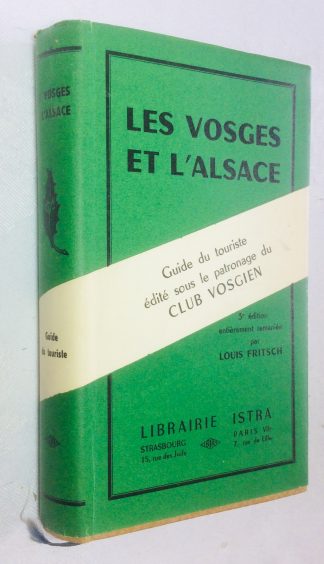 VOSGES
L'ALSACE
Guide
du touriste
LES VOSGES
ET L'ALSACE
Guide du touriste
édité sous le patronage du
CLUB VOSGIEN
3e édition
entièrement remaniée
par
LOUIS FRITSCH
LIBRAIRIE ISTRA
STRASBOURG
15, rue des Juifs
PARIS VIIe
7, rue de Lille